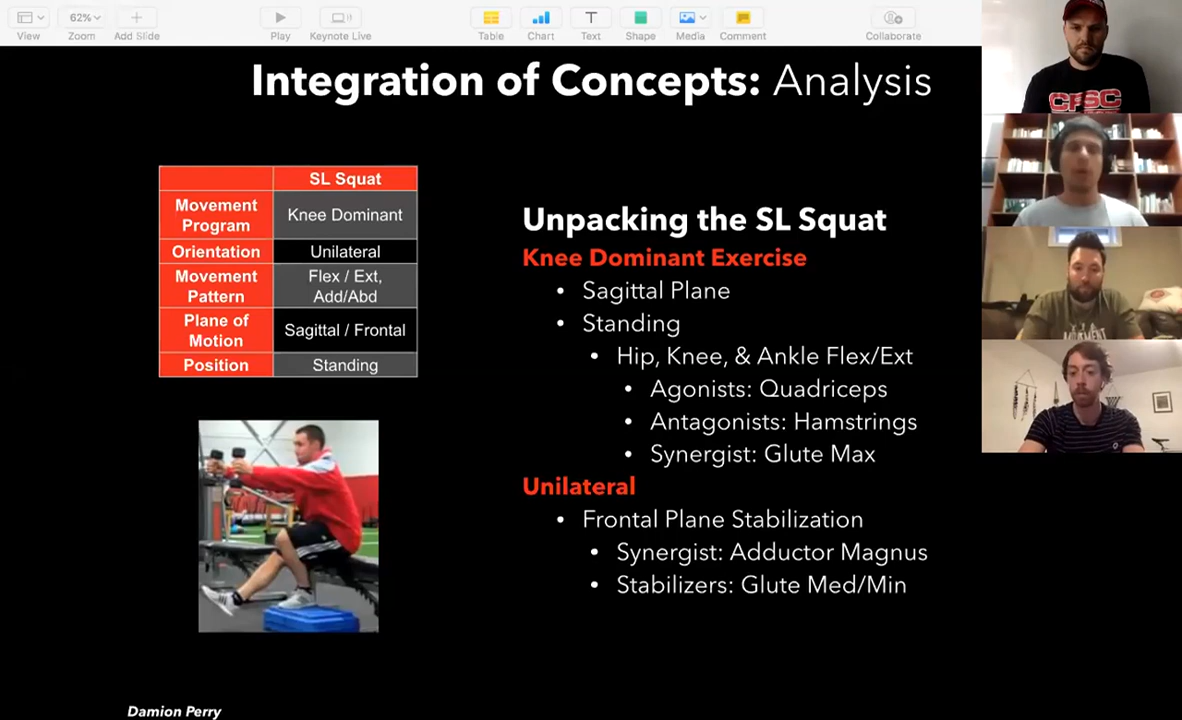 62%
View
Zoom
Add Slide
Play
Keynote Live
Table
Chart
Text
Shape
Media
Comment
Collaborate
Integration of Concepts: Analysis
SL Squat
Movement Program
Knee Dominant
Orientation
Unilateral
Movement Pattern
Flex / Ext,
Add/Abd
Plane of Motion
Sagittal / Frontal
Position
Standing
Unpacking the SL Squat
Knee Dominant Exercise
• Sagittal Plane
• Standing
• Hip, Knee, & Ankle Flex/Ext
• Agonists: Quadriceps
• Antagonists: Hamstrings
• Synergist: Glute Max
Unilateral
• Frontal Plane Stabilization
• Synergist: Adductor Magnus
• Stabilizers: Glute Med/Min
Damion Perry
CFSC